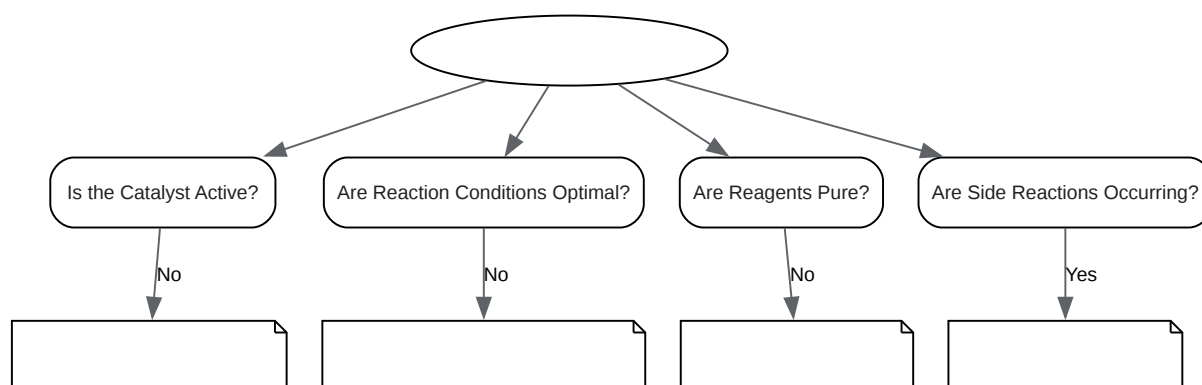 Is the Catalyst Active?
Are Reaction Conditions Optimal?
Are Reagents Pure?
Are Side Reactions Occurring?
No
No
No
Yes